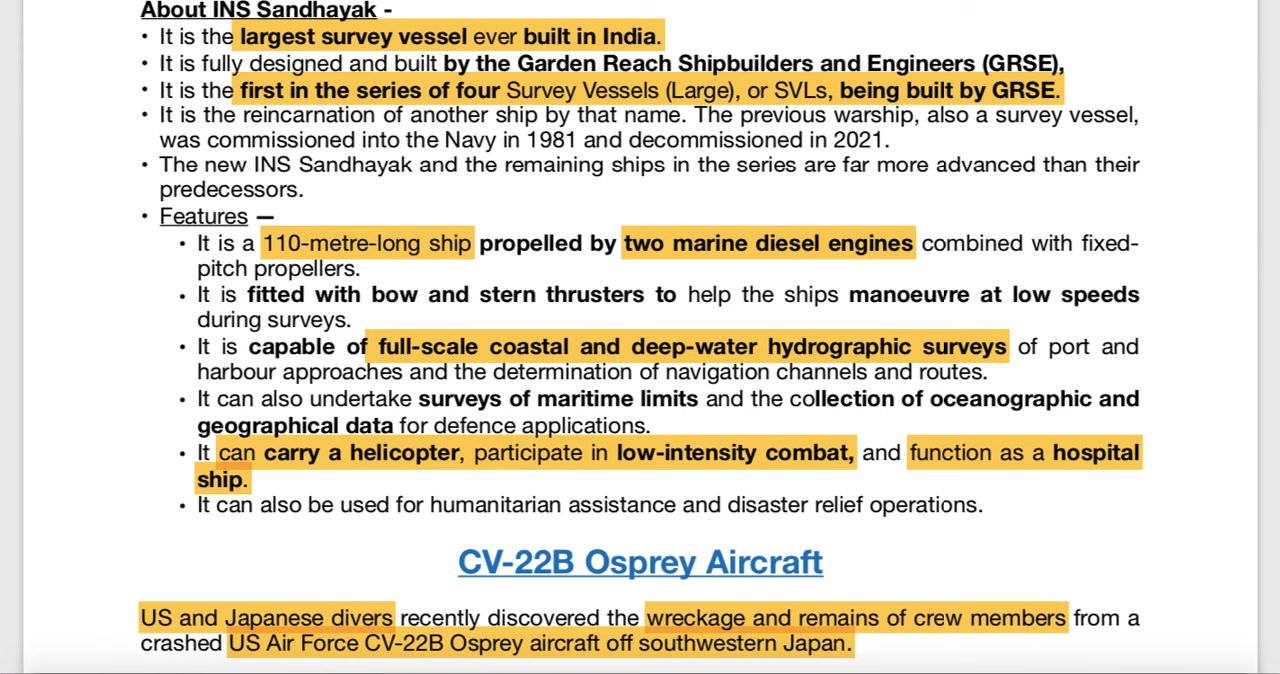 About INS Sandhayak -
• It is the largest survey vessel ever built in India.
• It is fully designed and built by the Garden Reach Shipbuilders and Engineers (GRSE),
• It is the first in the series of four Survey Vessels (Large), or SVLs, being built by GRSE.
• It is the reincarnation of another ship by that name. The previous warship, also a survey vessel,
was commissioned into the Navy in 1981 and decommissioned in 2021.
• The new INS Sandhayak and the remaining ships in the series are far more advanced than their
predecessors.
• Features —
• It is a 110-metre-long ship propelled by two marine diesel engines combined with fixed-
pitch propellers.
• It is fitted with bow and stern thrusters to help the ships manoeuvre at low speeds
during surveys.
• It is capable of full-scale coastal and deep-water hydrographic surveys of port and
harbour approaches and the determination of navigation channels and routes.
• It can also undertake surveys of maritime limits and the collection of oceanographic and
geographical data for defence applications.
• It can carry a helicopter, participate in low-intensity combat, and function as a hospital
ship.
• It can also be used for humanitarian assistance and disaster relief operations.
CV-22B Osprey Aircraft
US and Japanese divers recently discovered the wreckage and remains of crew members from a
crashed US Air Force CV-22B Osprey aircraft off southwestern Japan.